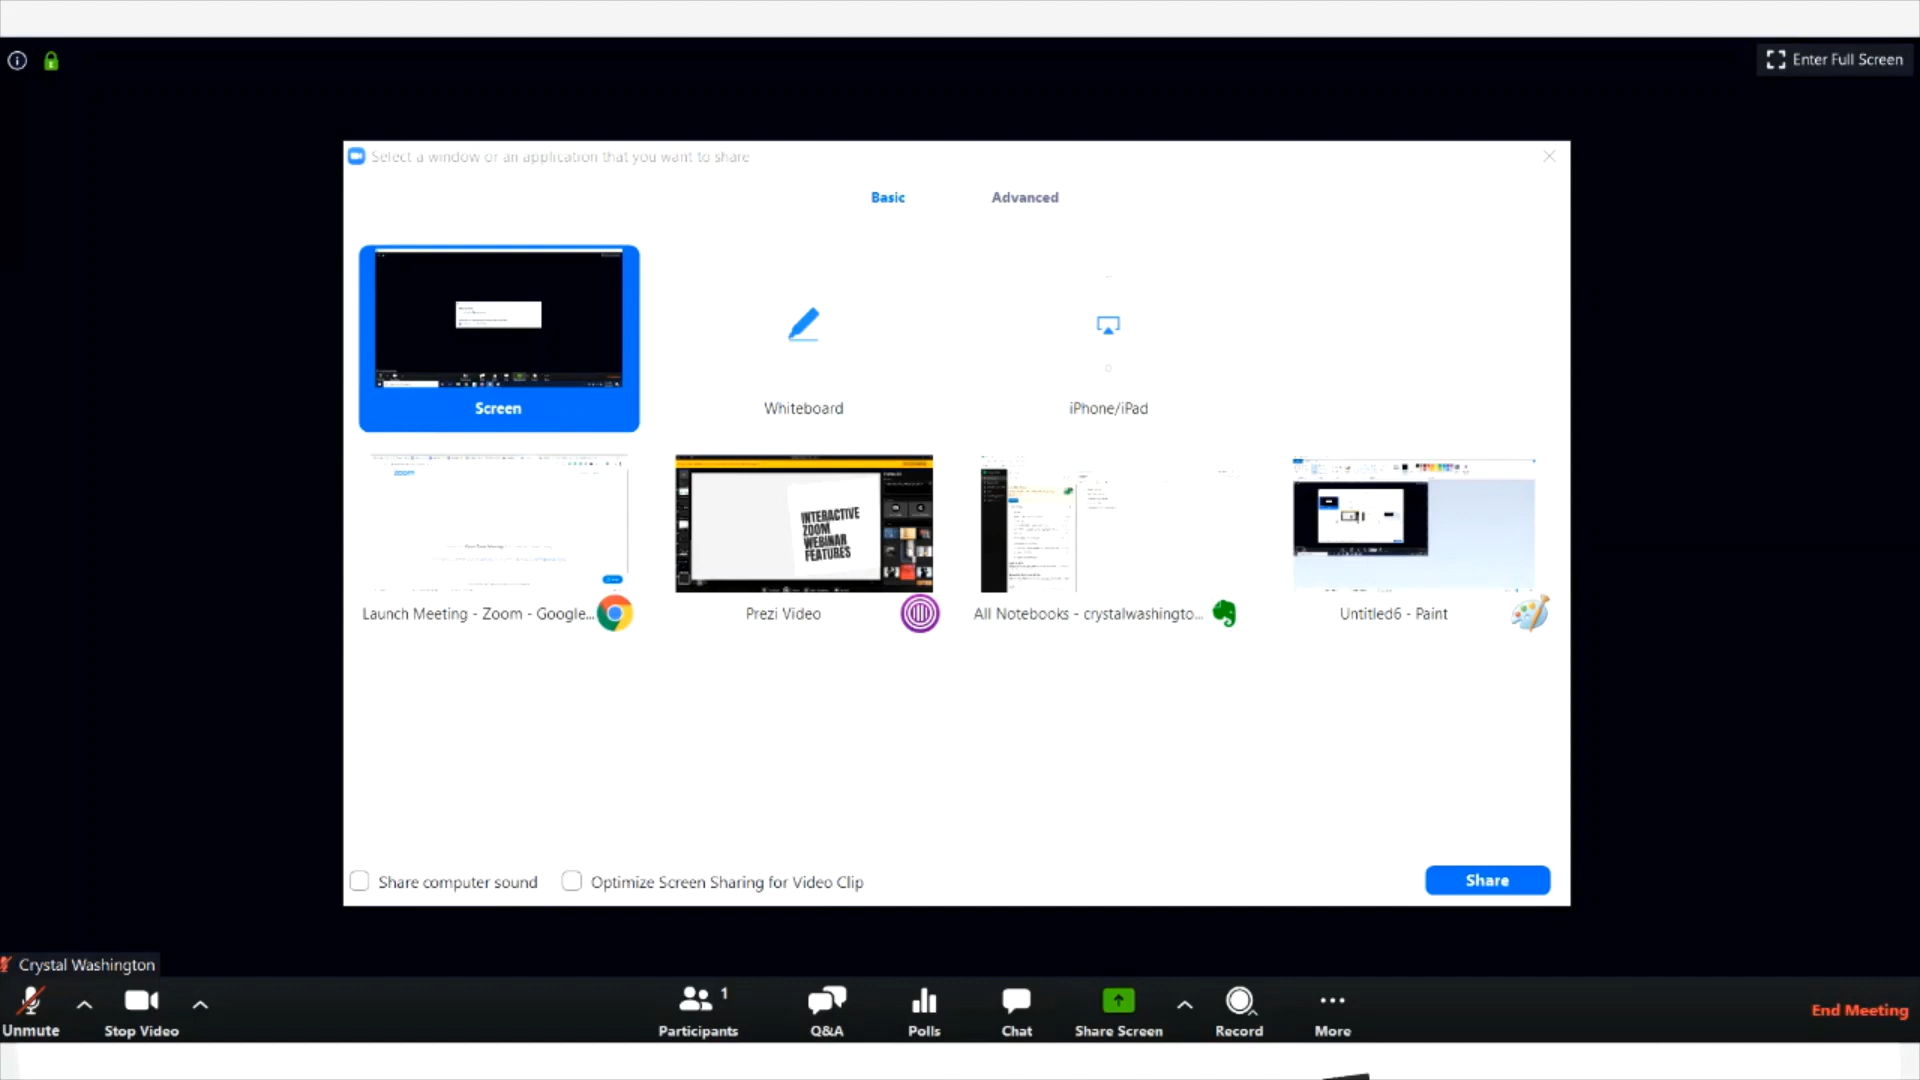 Enter Full Screen
Select a window or an application that you want to share
Basic
Advanced
Screen
Whiteboard
iPhone/iPad
zoom
INTERACTIVE
ZOOM
WEBINAR
FEATURES
Launch Meeting - Zoom - Google...
Prezi Video
All Notebooks - crystalwashingto...
Untitled6 - Paint
Share computer sound
Optimize Screen Sharing for Video Clip
Share
Crystal Washington
Unmute
Stop Video
1
Participants
Q&A
Polls
Chat
Share Screen
Record
More
End Meeting